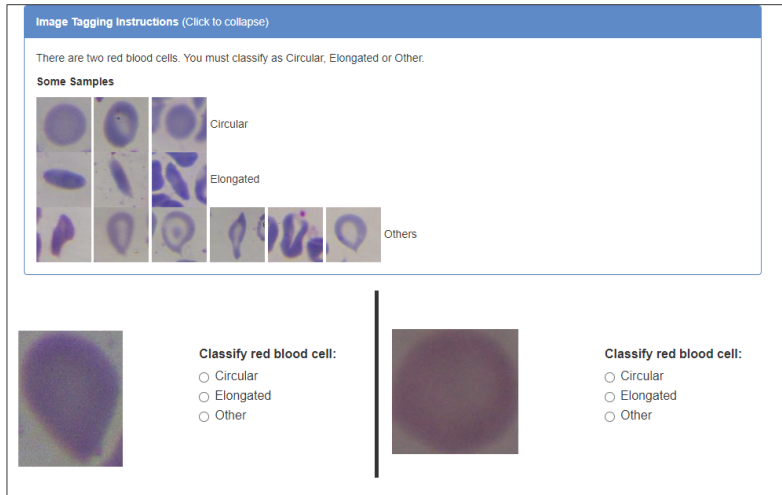 Image Tagging Instructions (Click to collapse)
There are two red blood cells. You must classify as Circular, Elongated or Other.
Some Samples
Circular
Elongated
Others
Classify red blood cell:
Circular
Elongated
Other
Classify red blood cell:
Circular
Elongated
Other